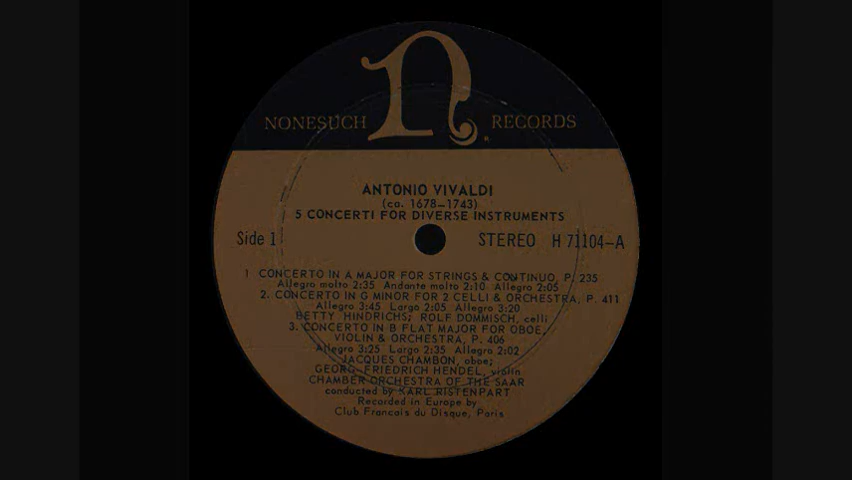 n
NONESUCH RECORDS
ANTONIO VIVALDI
(ca. 1678-1743)
5 CONCERTI FOR DIVERSE INSTRUMENTS
Side 1 STEREO H 71104-A
1 CONCERTO IN A MAJOR FOR STRINGS & CONTINUO, P. 235
Allegro molto 2:35 Andante molto 2:10 Allegro 2:05
2. CONCERTO IN G MINOR FOR 2 CELLI & ORCHESTRA, P. 411
Allegro 3:45 Largo 2:05 Allegro 3:20
BETTY HINDRICHS; ROLF DOMMISCH, celli
3. CONCERTO IN B FLAT MAJOR FOR OBOE,
VIOLIN & ORCHESTRA, P. 406
Allegro 3:25 Largo 2:35 Allegro 2:02
JACQUES CHAMBON, oboe;
GEORG FRIEDRICH HENDEL, violin
CHAMBER ORCHESTRA OF THE SAAR
conducted by KARL RISTENPART
Recorded in Europe by
Club Francais du Disque, Paris